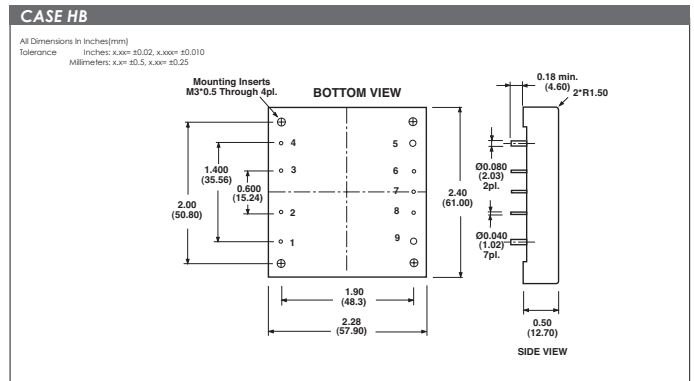 CASE HB
All Dimensions In Inches(mm)
Tolerance Inches: x.xx= ±0.02, x.xxx= ±0.010
Millimeters: x.x= ±0.5, x.xx= ±0.25
Mounting Inserts
M3*0.5 Through 4pl.
BOTTOM VIEW
0.18 min.
(4.60)
2*R1.50
4
5
1.400
(35.56)
3
6
Ø0.080
(2.03)
2pl.
0.600
(15.24)
7
2.40
(61.00)
2.00
(50.80)
2
8
1
9
Ø0.040
(1.02)
7pl.
1.90
(48.3)
2.28
(57.90)
0.50
(12.70)
SIDE VIEW